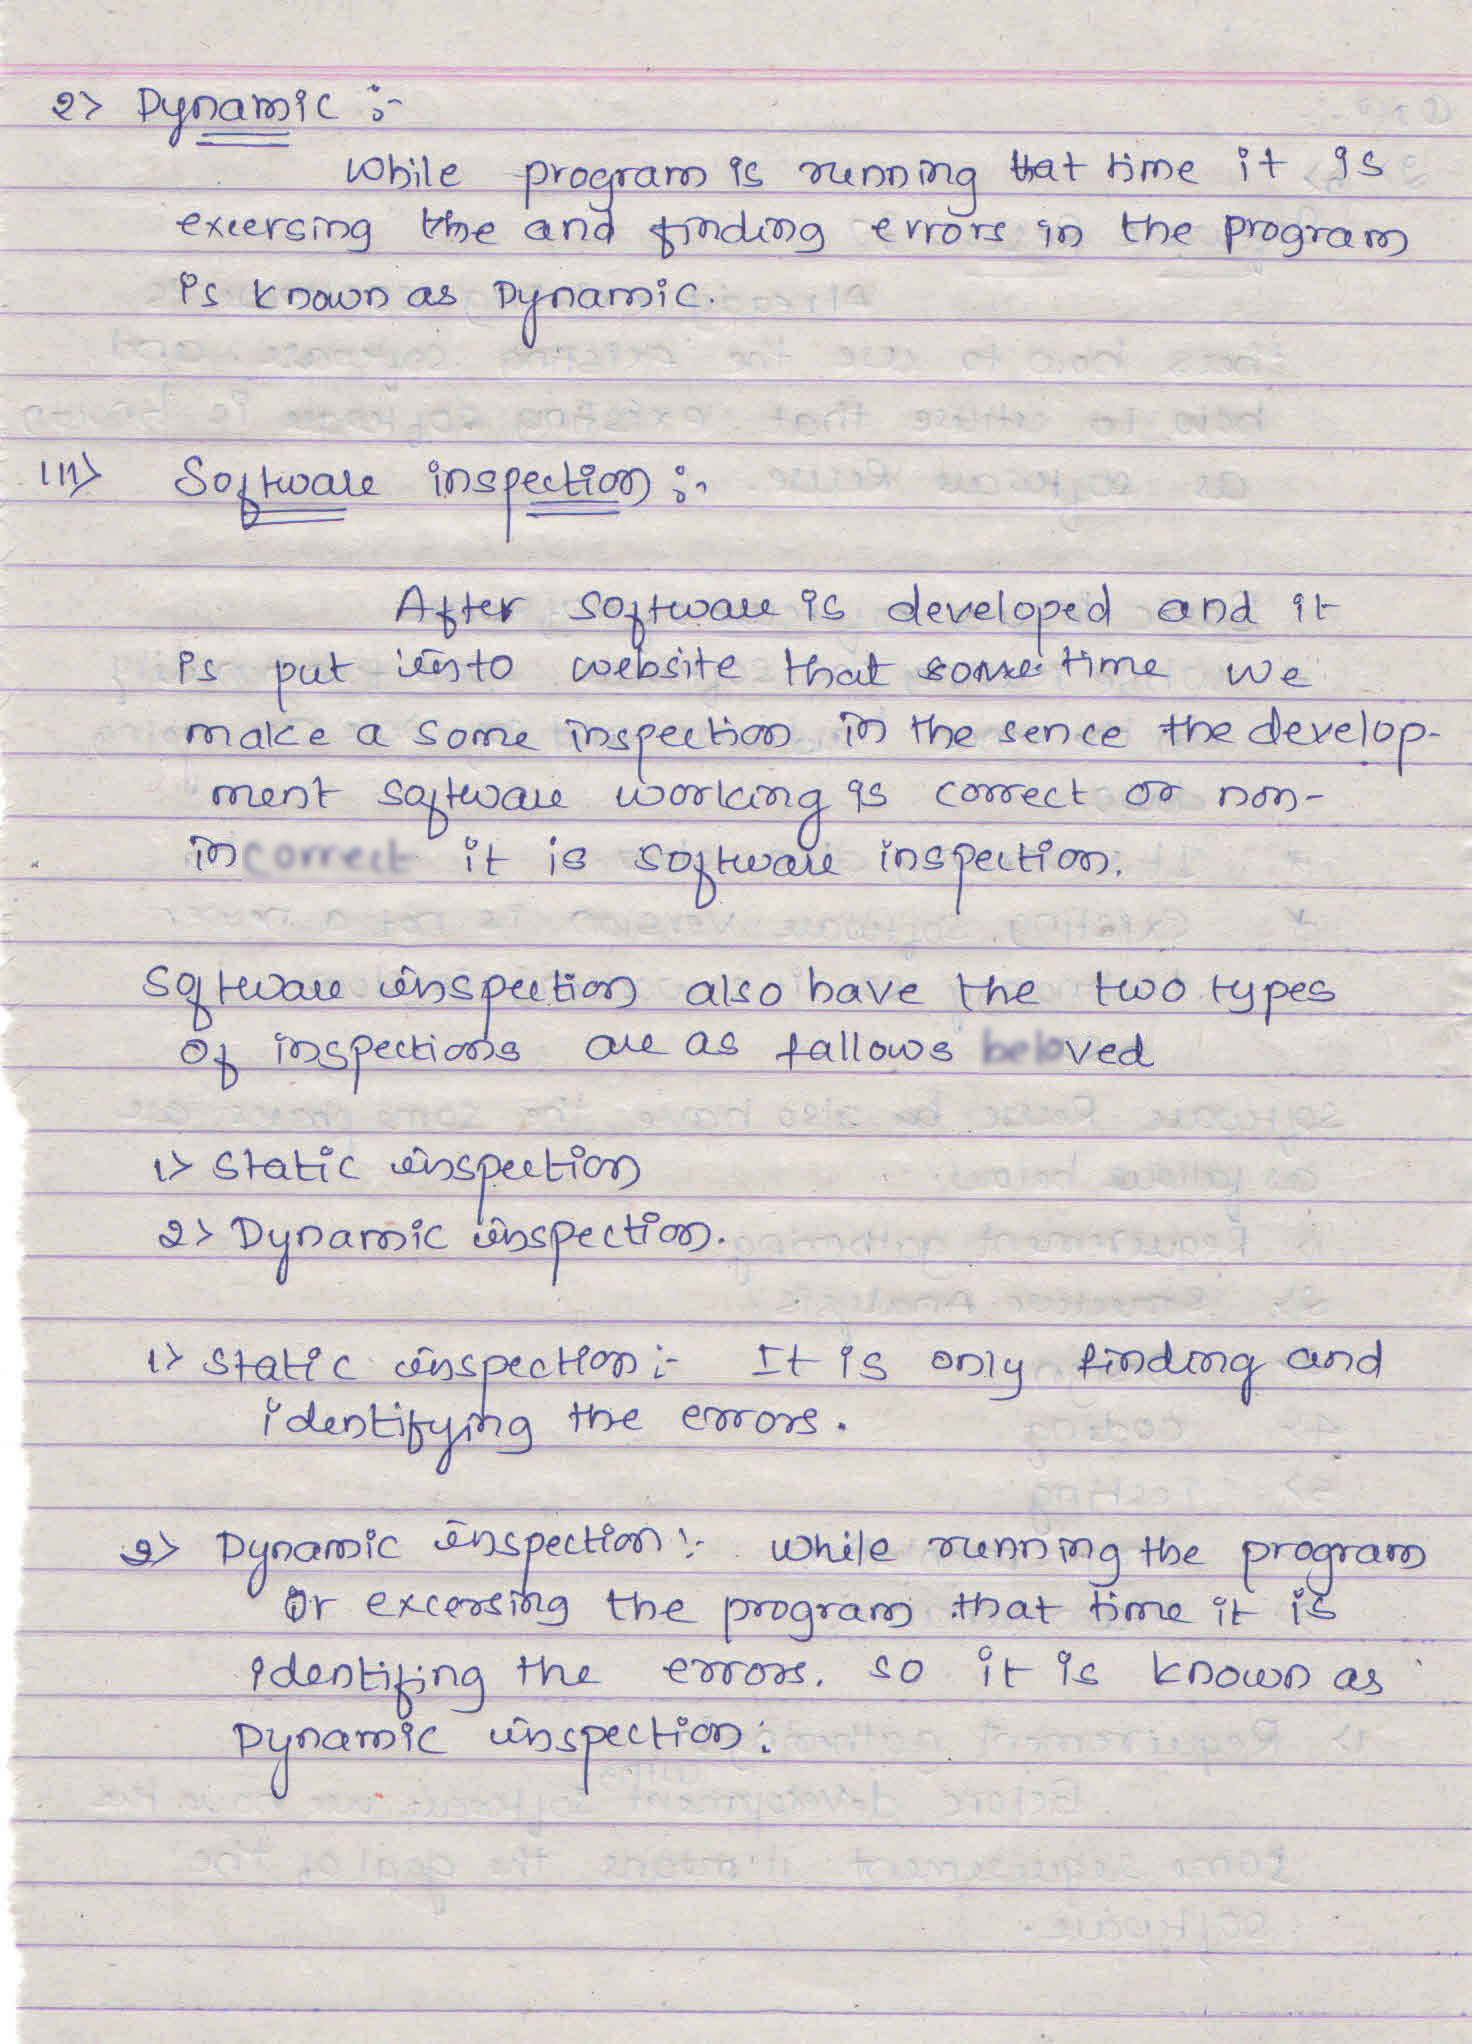 2> Dynamic :-
While program is running that time it is
excersing the and finding errors in the program
is known as Dynamic.
111> Software inspection :-
After software is developed and it
is put into website that some time we
make a some inspection in the sence the develop-
ment software working is correct or non-
in it is software inspection.
Software inspection also have the two types
of inspections are as fallows
1> Static inspection
2> Dynamic inspection.
1> Static inspection :- It is only finding and
identifying the errors.
2> Dynamic inspection :- While running the program
or excersing the program that time it is
identifing the errors. so it is known as
Dynamic inspection.